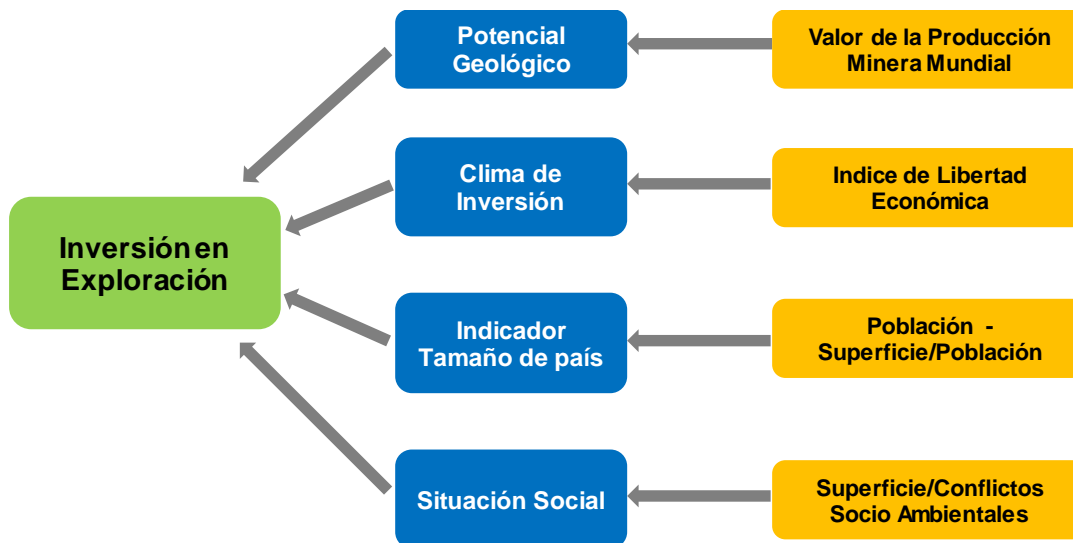 Potencial
Geológico
Valor de la Producción
Minera Mundial
Clima de
Inversión
Indice de Libertad
Económica
Inversión en
Exploración
Indicador
Tamaño de país
Población -
Superficie/Población
Situación Social
Superficie/Conflictos
Socio Ambientales